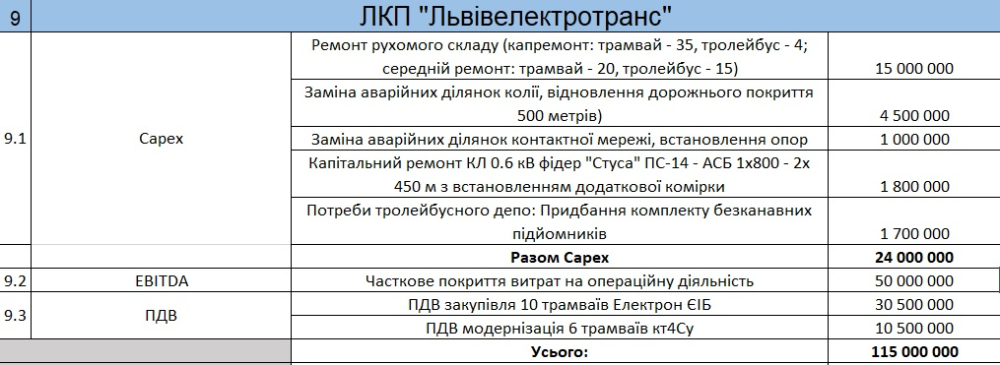 9 ЛКП "Львівелектротранс"
Ремонт рухомого складу (капремонт: трамвай - 35, тролейбус - 4;
середній ремонт: трамвай - 20, тролейбус - 15) 15 000 000
Заміна аварійних ділянок колії, відновлення дорожнього покриття
500 метрів) 4 500 000
9.1 Capex Заміна аварійних ділянок контактної мережі, встановлення опор 1 000 000
Капітальний ремонт КЛ 0.6 кВ фідер "Стуса" ПС-14 - АСБ 1х800 - 2х
450 м з встановленням додаткової комірки 1 800 000
Потреби тролейбусного депо: Придбання комплекту безканавних
підйомників 1 700 000
Разом Capex 24 000 000
9.2 EBITDA Часткове покриття витрат на операційну діяльність 50 000 000
9.3 ПДВ ПДВ закупівля 10 трамваїв Електрон ЄІБ 30 500 000
ПДВ модернізація 6 трамваїв кт4Су 10 500 000
Усього: 115 000 000